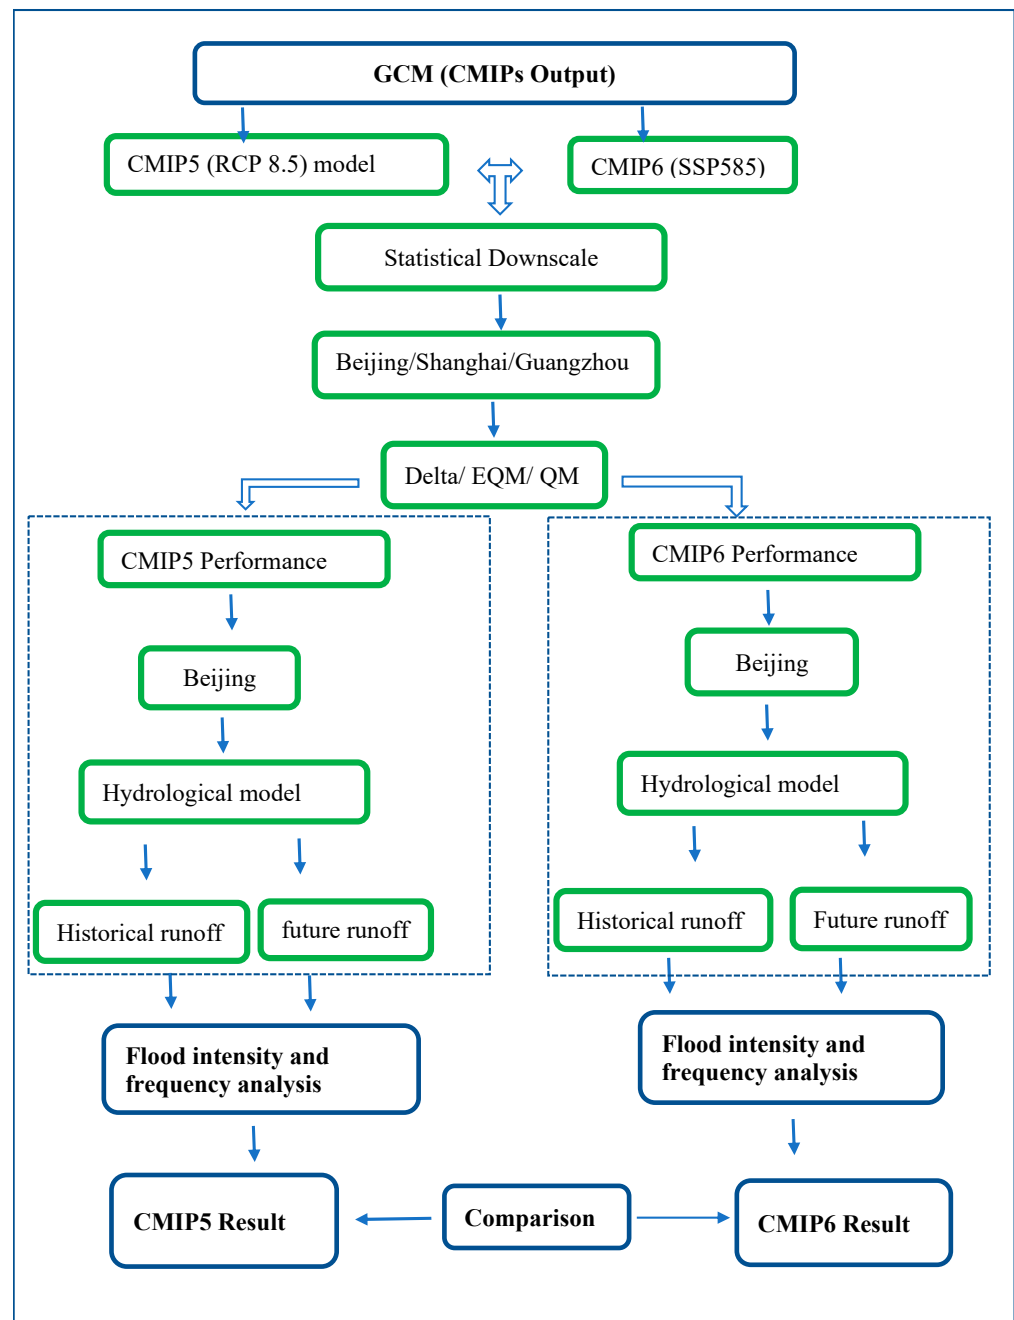 GCM (CMIPs Output)
CMIP5 (RCP 8.5) model
CMIP6 (SSP585)
Statistical Downscale
Beijing/Shanghai/Guangzhou
Delta/ EQM/ QM
CMIP5 Performance
CMIP6 Performance
Beijing
Beijing
Hydrological model
Hydrological model
Historical runoff
future runoff
Historical runoff
Future runoff
Flood intensity and
frequency analysis
Flood intensity and
frequency analysis
CMIP5 Result
Comparison
CMIP6 Result